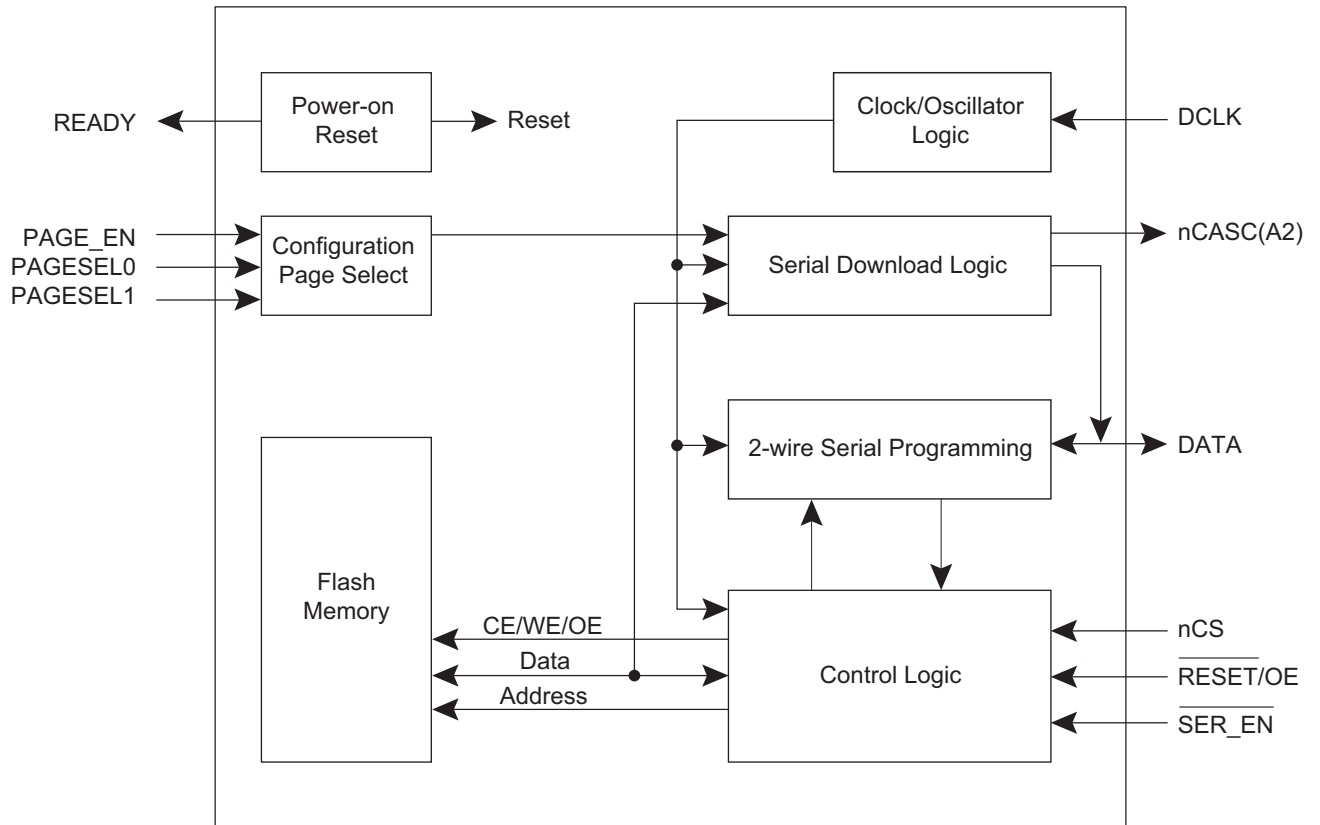 READY
Power-on
Reset
Reset
Clock/Oscillator
Logic
DCLK
PAGE_EN
PAGESEL0
PAGESEL1
Configuration
Page Select
Serial Download Logic
nCASC(A2)
2-wire Serial Programming
DATA
Flash
Memory
CE/WE/OE
Data
Address
Control Logic
nCS
RESET/OE
SER_EN